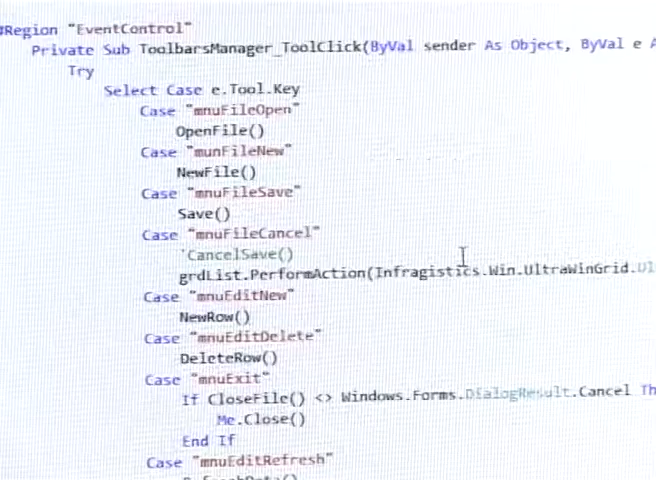 #Region "EventControl"
Private Sub ToolbarsManager_ToolClick(ByVal sender As Object, ByVal e A
Try
Select Case e.Tool.Key
Case "mnuFileOpen"
OpenFile()
Case "munFileNew"
NewFile()
Case "mnuFileSave"
Save()
Case "mnuFileCancel"
'CancelSave()
grdList.PerformAction(Infragistics.Win.UltraWinGrid.Ul
Case "mnuEditNew"
NewRow()
Case "mnuEditDelete"
DeleteRow()
Case "mnuExit"
If CloseFile() <> Windows.Forms.DialogResult.Cancel Th
Me.Close()
End If
Case "mnuEditRefresh"